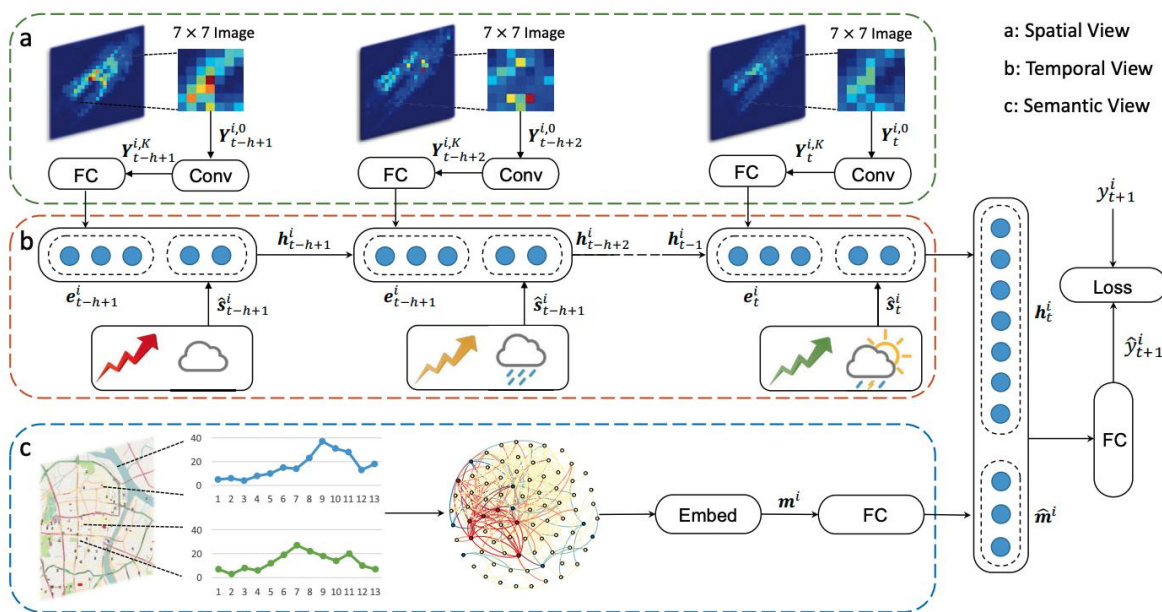 a
7 × 7 Image
7 × 7 Image
7 × 7 Image
a: Spatial View
b: Temporal View
c: Semantic View
Y^{i,K}_{t-h+1}
Y^{i,0}_{t-h+1}
Y^{i,K}_{t-h+2}
Y^{i,0}_{t-h+2}
Y^{i,K}_{t}
Y^{i,0}_{t}
FC
Conv
FC
Conv
FC
Conv
b
h^{i}_{t-h+1}
h^{i}_{t-h+2}
h^{i}_{t-1}
e^{i}_{t-h+1}
ŝ^{i}_{t-h+1}
e^{i}_{t-h+1}
ŝ^{i}_{t-h+1}
e^{i}_{t}
ŝ^{i}_{t}
h^{i}_{t}
y^{i}_{t+1}
Loss
ŷ^{i}_{t+1}
FC
c
40
20
0
1 2 3 4 5 6 7 8 9 10 11 12 13
40
20
0
1 2 3 4 5 6 7 8 9 10 11 12 13
Embed
m^{i}
FC
m̂^{i}